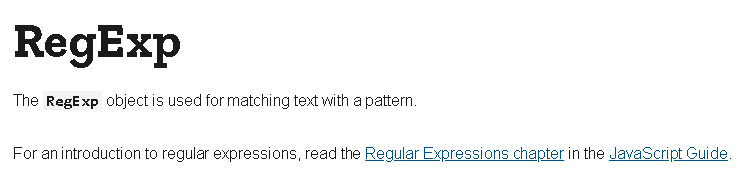 RegExp
The RegExp object is used for matching text with a pattern.
For an introduction to regular expressions, read the Regular Expressions chapter in the JavaScript Guide.